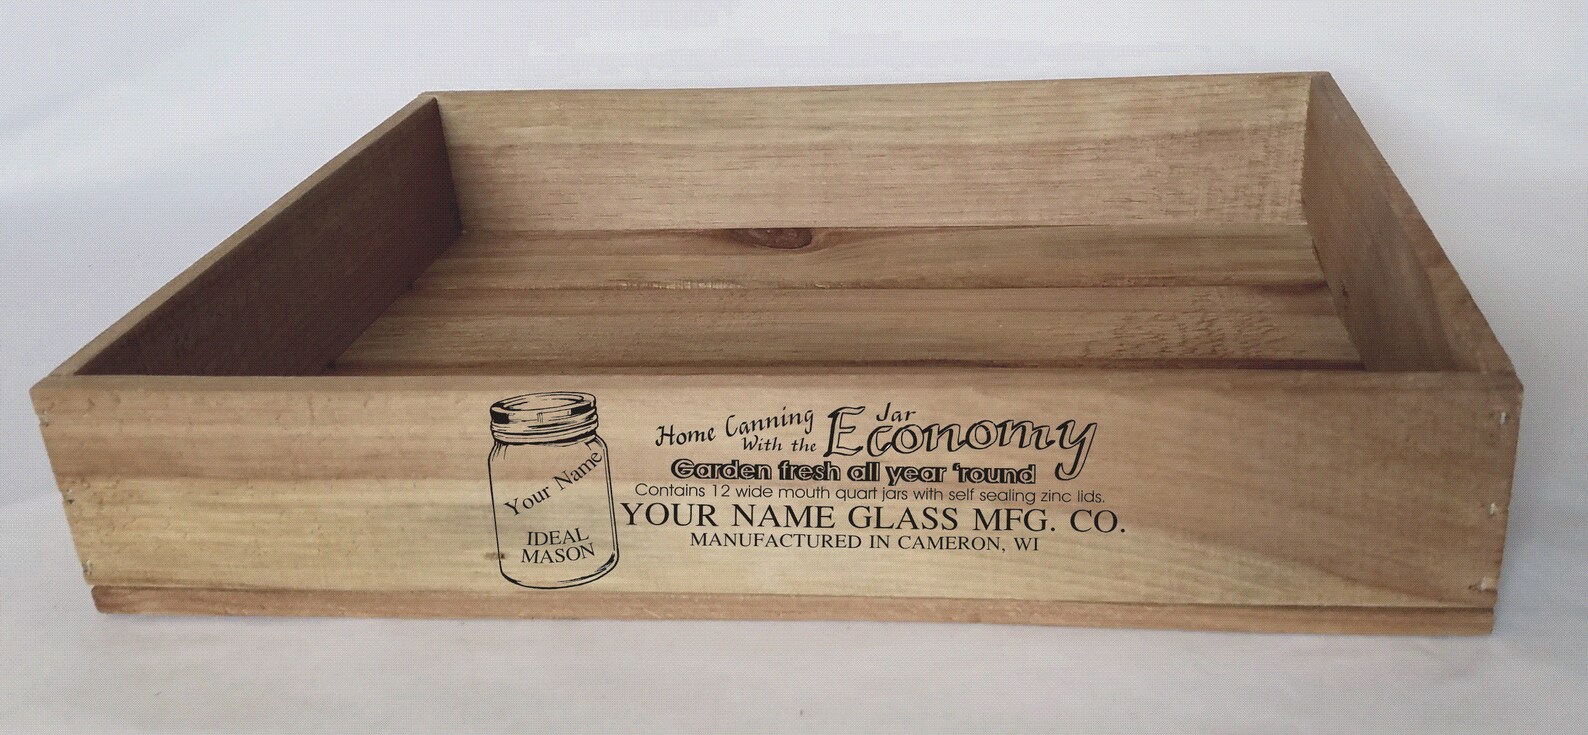 Your Name
IDEAL
MASON
Home Canning
With the
Jar
Economy
Garden fresh all year 'round
Contains 12 wide mouth quart jars with self sealing zinc lids.
YOUR NAME GLASS MFG. CO.
MANUFACTURED IN CAMERON, WI